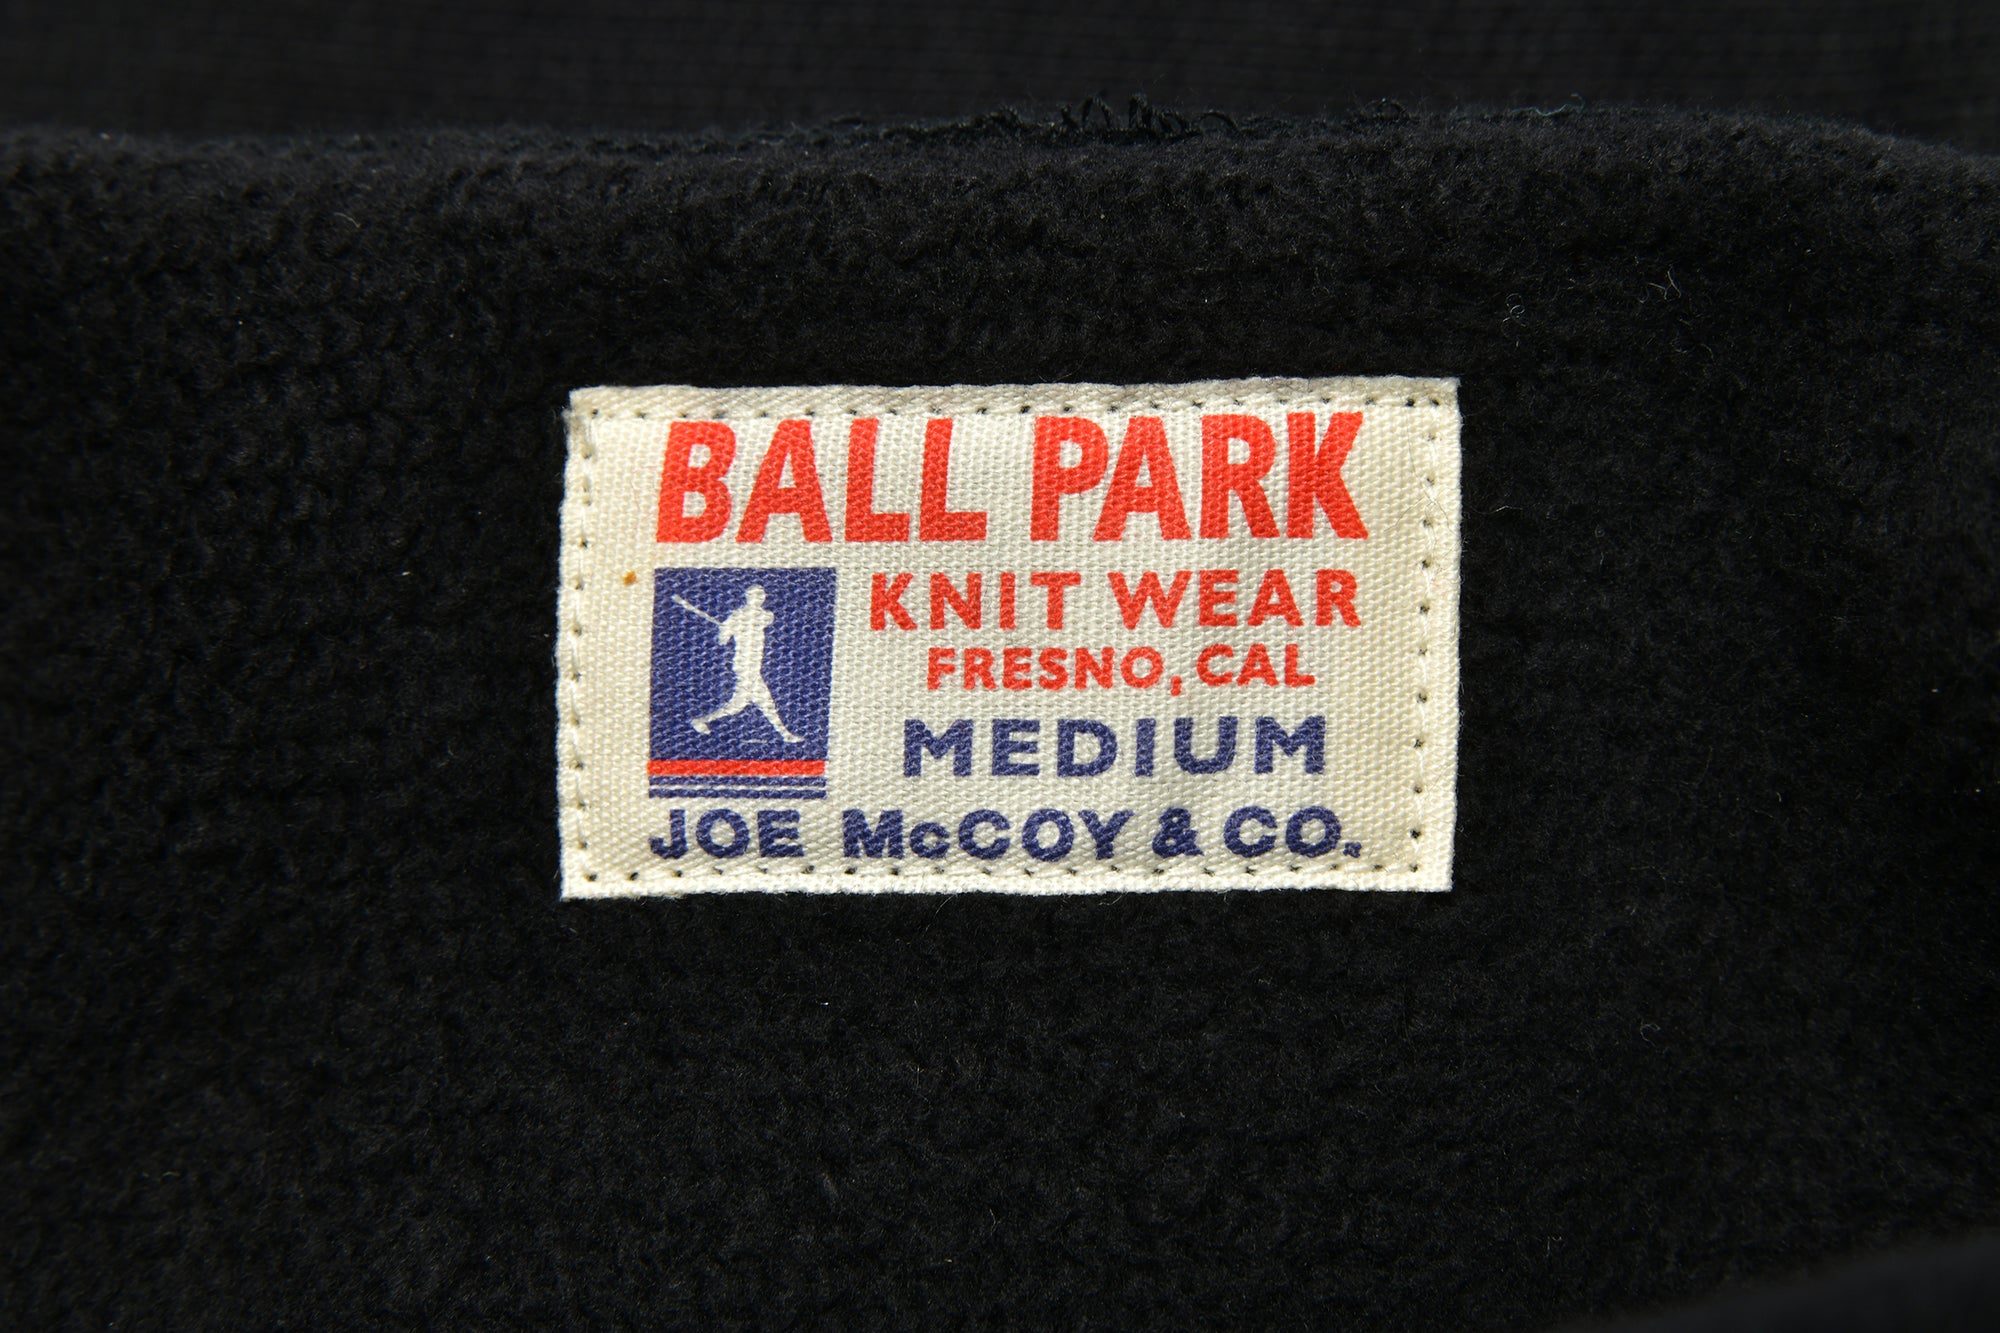 BALL PARK
KNIT WEAR
FRESNO, CAL
MEDIUM
JOE McCOY & CO.